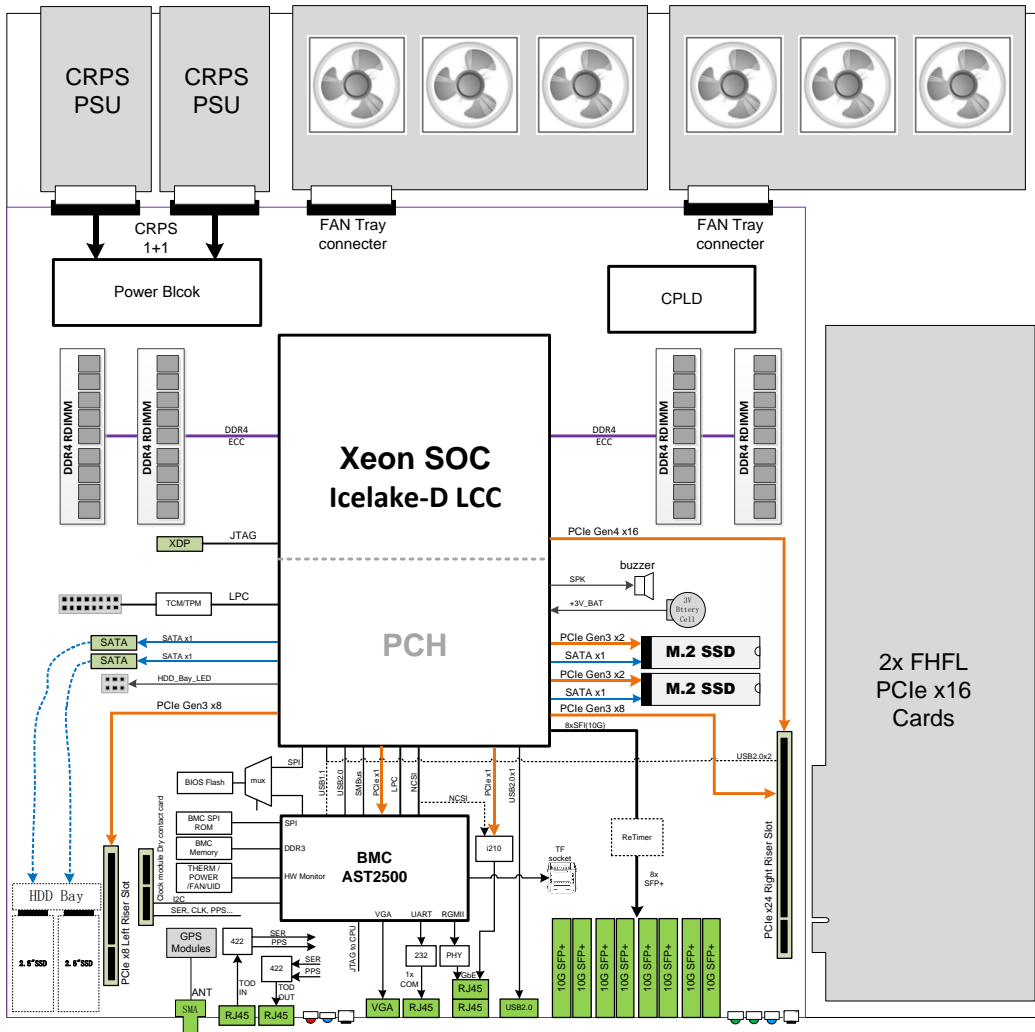 CRPS
PSU
CRPS
PSU
FAN Tray
connecter
FAN Tray
connecter
CRPS
1+1
Power Blcok
CPLD
DDR4 RDIMM
DDR4 RDIMM
DDR4
ECC
Xeon SOC
Icelake-D LCC
DDR4
ECC
DDR4 RDIMM
DDR4 RDIMM
XDP
JTAG
PCIe Gen4 x16
buzzer
SPK
+3V_BAT
3V
Bttery
Cell
TCM/TPM
LPC
PCH
SATA
SATA x1
SATA
SATA x1
HDD_Bay_LED
PCIe Gen3 x8
PCIe Gen3 x2
SATA x1
M.2 SSD
PCIe Gen3 x2
SATA x1
M.2 SSD
PCIe Gen3 x8
8xSFI(10G)
2x FHFL
PCIe x16
Cards
USB2.0x2
SPI
USB1.1
USB2.0
SMBus
PCIe x1
LPC
NCSI
PCIe x1
USB2.0x1
NCSI
BIOS Flash
mux
BMC SPI
ROM
BMC
Memory
THERM /
POWER
/FAN/UID
SPI
DDR3
HW Monitor
I2C
BMC
AST2500
VGA
UART
RGMII
i210
TF
socket
ReTimer
8x
SFP+
Clock module Dry contact card
SER, CLK, PPS...
PCIe x8 Left Riser Slot
PCIe x24 Right Riser Slot
HDD Bay
2.5"SSD
2.5"SSD
GPS
Modules
ANT
SMA
422
SER
PPS
422
SER
PPS
TOD
IN
TOD
OUT
RJ45
RJ45
JTAG to CPU
232
1x
COM
PHY
GbE
VGA
RJ45
RJ45
RJ45
USB2.0
10G SFP+
10G SFP+
10G SFP+
10G SFP+
10G SFP+
10G SFP+
10G SFP+
10G SFP+